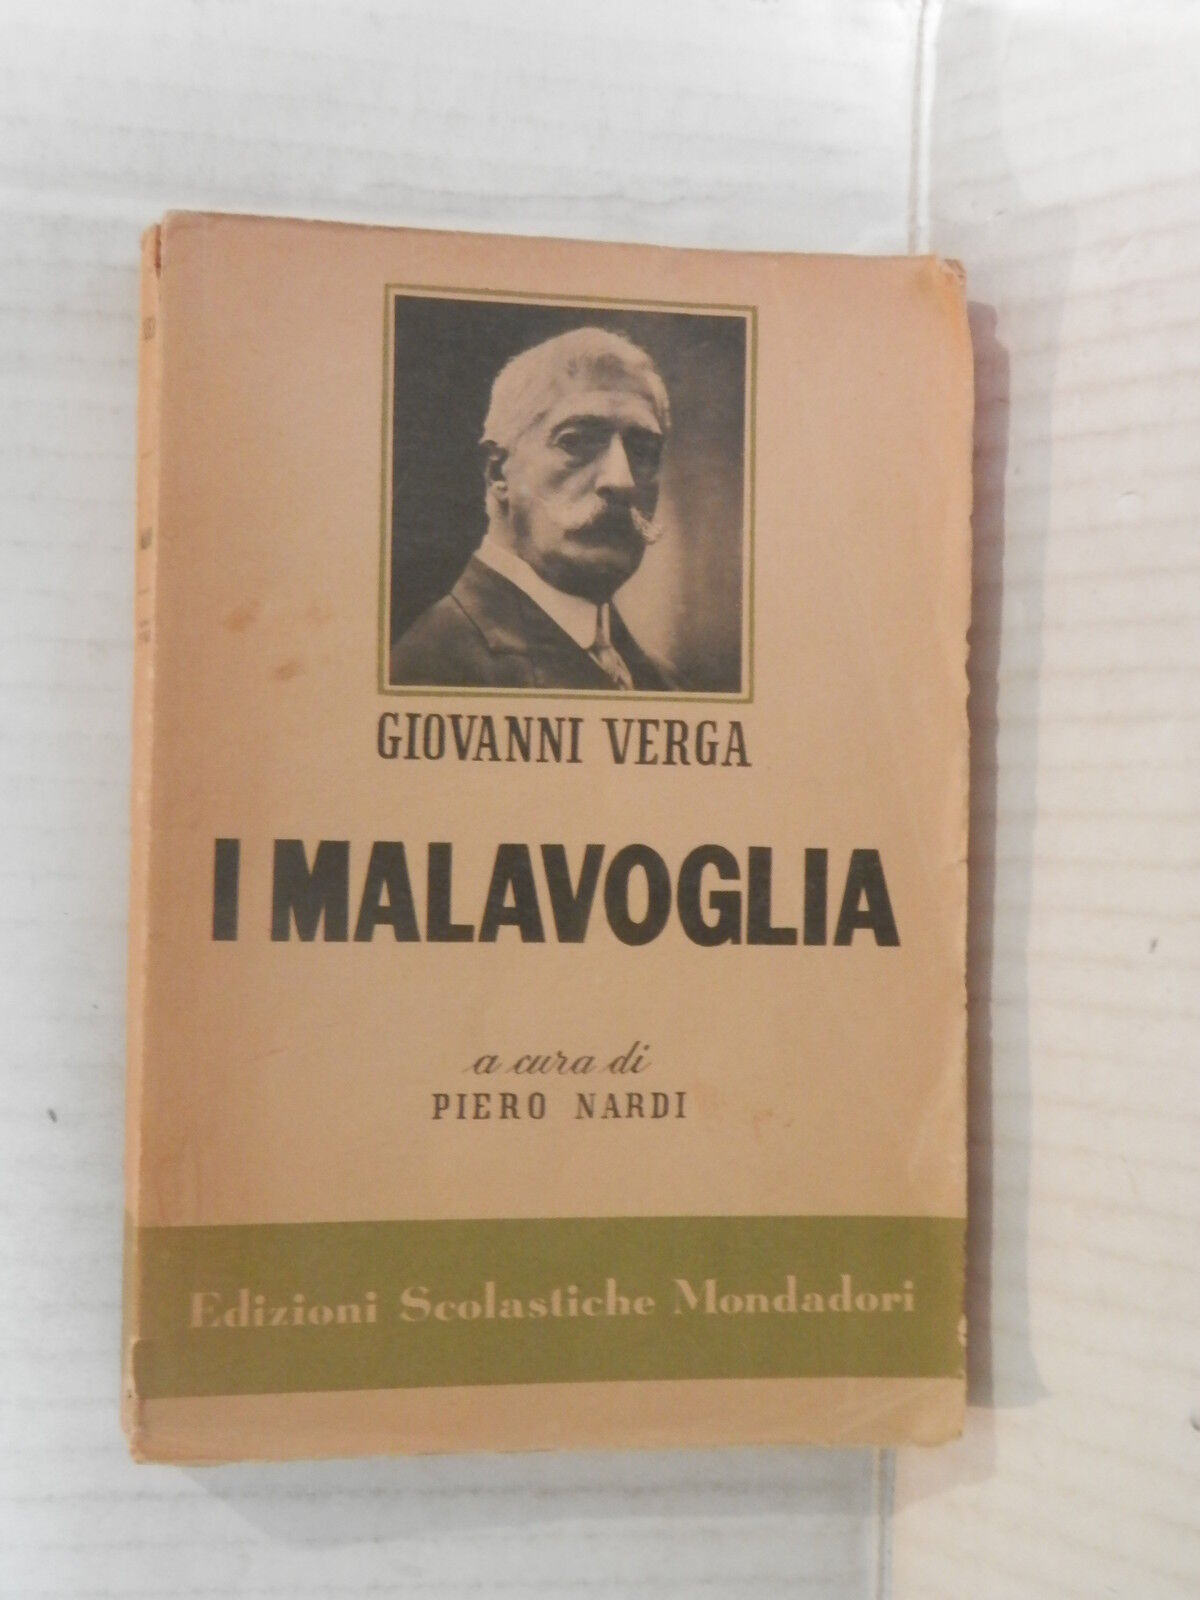 GIOVANNI VERGA
I MALAVOGLIA
a cura di
PIERO NARDI
Edizioni Scolastiche Mondadori